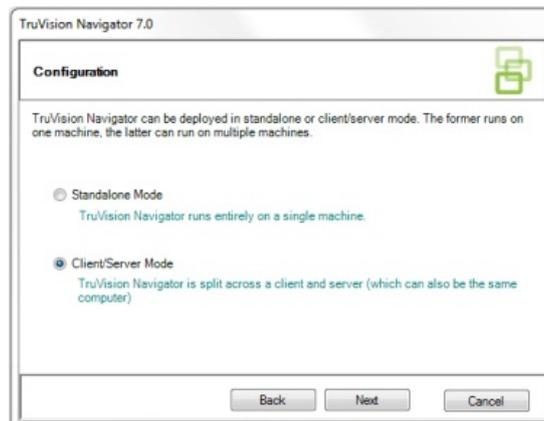 TruVision Navigator 7.0
Configuration
TruVision Navigator can be deployed in standalone or client/server mode. The former runs on
one machine, the latter can run on multiple machines.
Standalone Mode
TruVision Navigator runs entirely on a single machine.
Client/Server Mode
TruVision Navigator is split across a client and server (which can also be the same
computer)
Back Next Cancel